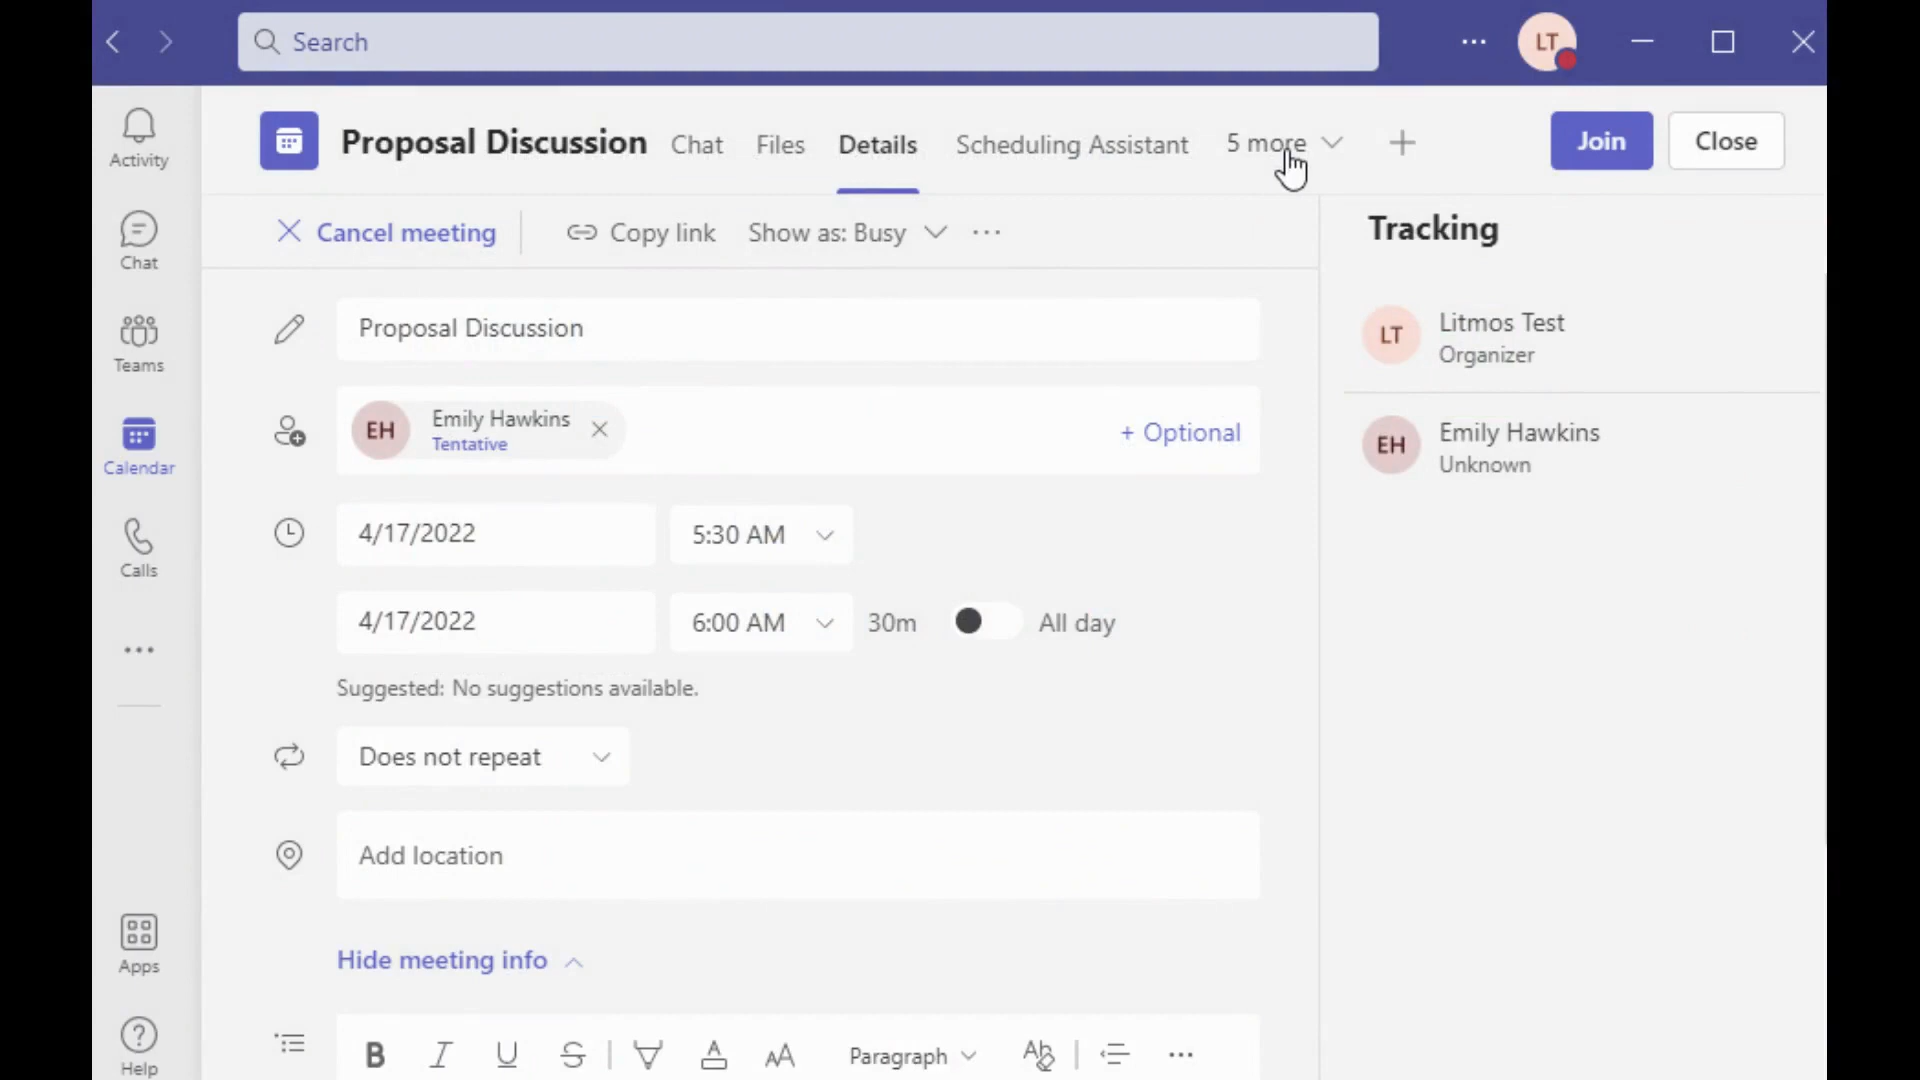 Search
LT
Activity
Chat
Teams
Calendar
Calls
Apps
Help
Proposal Discussion
Chat
Files
Details
Scheduling Assistant
5 more
Join
Close
Cancel meeting
Copy link
Show as: Busy
Proposal Discussion
EH
Emily Hawkins
Tentative
+ Optional
4/17/2022
5:30 AM
4/17/2022
6:00 AM
30m
All day
Suggested: No suggestions available.
Does not repeat
Add location
Hide meeting info
B I U S
AA
Paragraph
Tracking
LT
Litmos Test
Organizer
EH
Emily Hawkins
Unknown